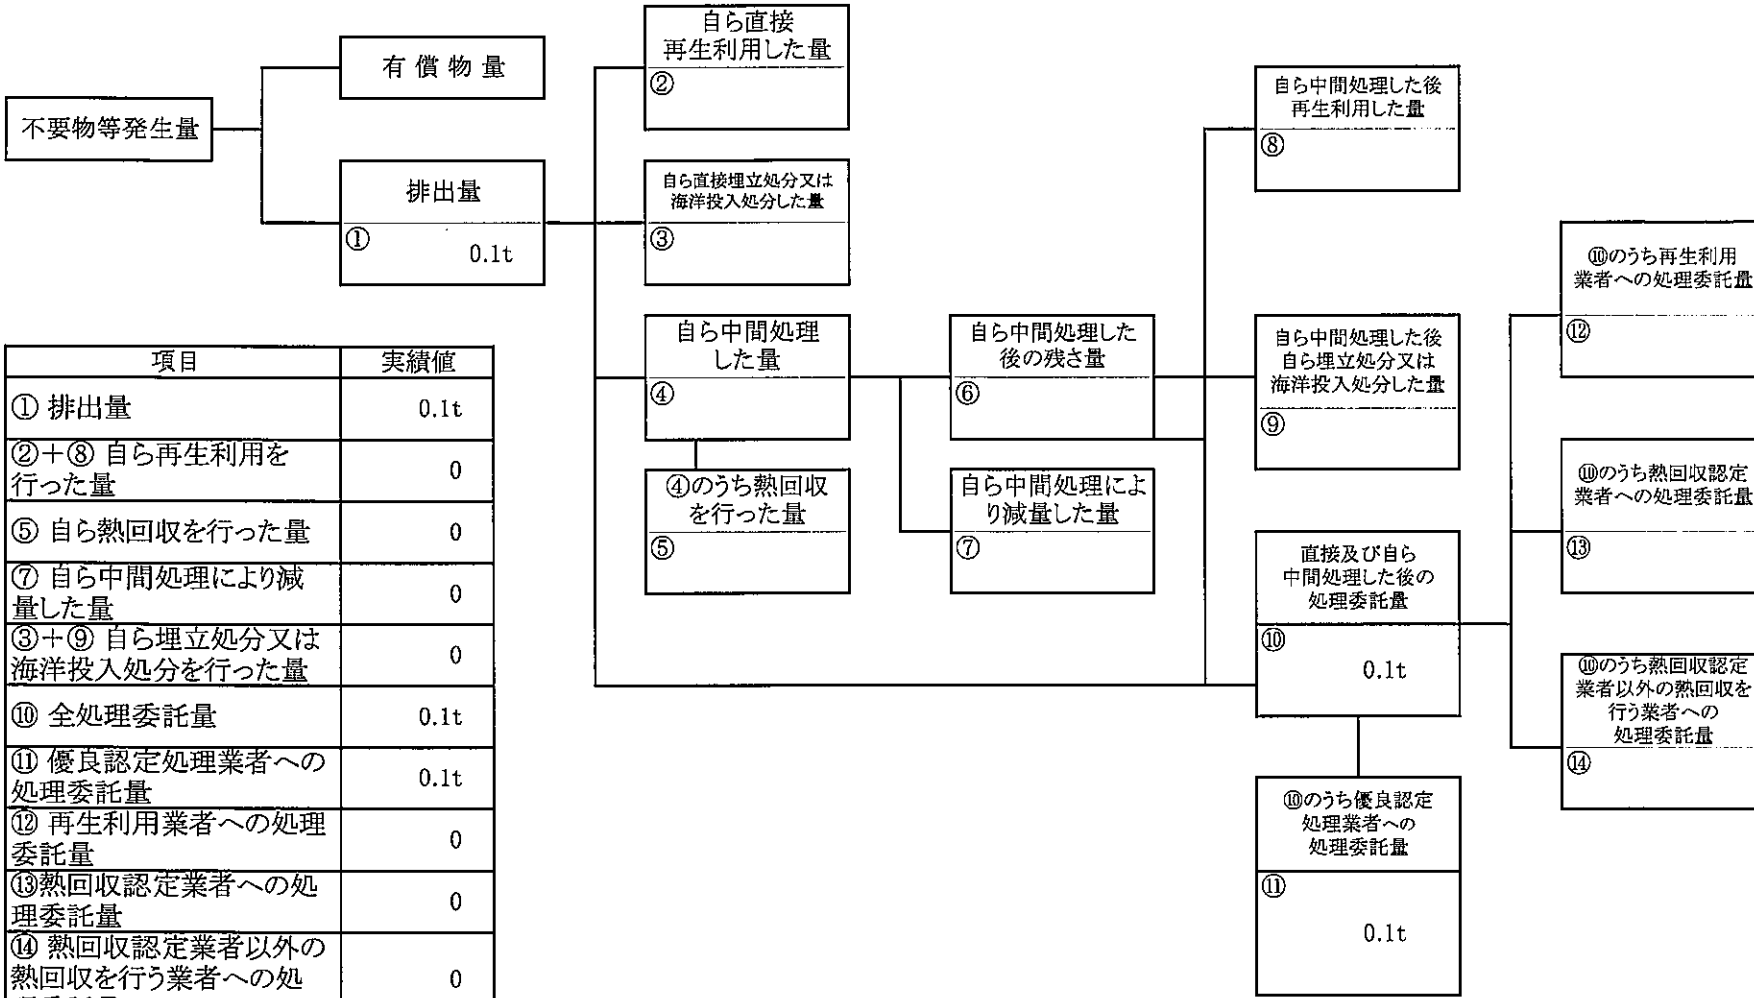 不要物等発生量
有 償 物 量
排出量
①
0.1t
自ら直接
再生利用した量
②
自ら直接埋立処分又は
海洋投入処分した量
③
自ら中間処理
した量
④
④のうち熱回収
を行った量
⑤
自ら中間処理した
後の残さ量
⑥
自ら中間処理によ
り減量した量
⑦
自ら中間処理した後
再生利用した量
⑧
自ら中間処理した後
自ら埋立処分又は
海洋投入処分した量
⑨
直接及び自ら
中間処理した後の
処理委託量
⑩
0.1t
⑩のうち優良認定
処理業者への
処理委託量
⑪
0.1t
⑩のうち再生利用
業者への処理委託量
⑫
⑩のうち熱回収認定
業者への処理委託量
⑬
⑩のうち熱回収認定
業者以外の熱回収を
行う業者への
処理委託量
⑭
項目 実績値
① 排出量 0.1t
②+⑧ 自ら再生利用を
行った量 0
⑤ 自ら熱回収を行った量 0
⑦ 自ら中間処理により減
量した量 0
③+⑨ 自ら埋立処分又は
海洋投入処分を行った量 0
⑩ 全処理委託量 0.1t
⑪ 優良認定処理業者への
処理委託量 0.1t
⑫ 再生利用業者への処理
委託量 0
⑬熱回収認定業者への処
理委託量 0
⑭ 熱回収認定業者以外の
熱回収を行う業者への処 0